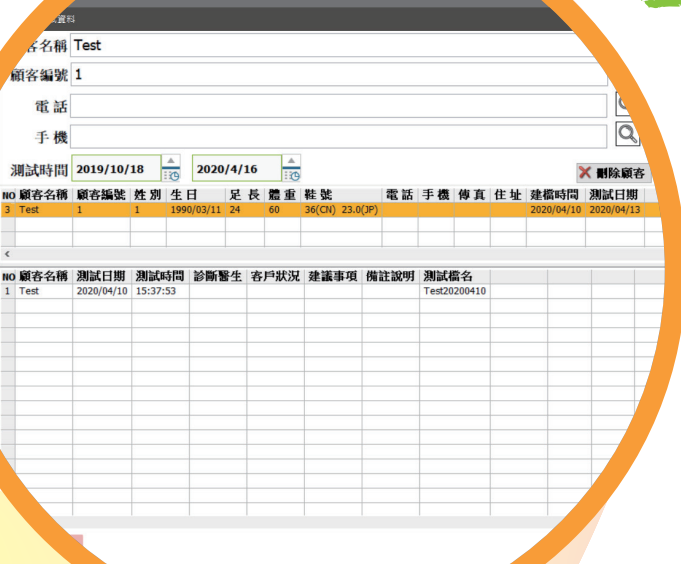 資料
客名稱 Test
顧客編號 1
電話
手機
測試時間 2019/10/18 2020/4/16 刪除顧客
NO 顧客名稱 顧客編號 姓別 生日 足長 體重 鞋號 電話 手機 傳真 住址 建檔時間 測試日期
3 Test 1 1 1990/03/11 24 60 36(CN) 23.0(JP) 2020/04/10 2020/04/13
NO 顧客名稱 測試日期 測試時間 診斷醫生 客戶狀況 建議事項 備註說明 測試檔名
1 Test 2020/04/10 15:37:53 Test20200410